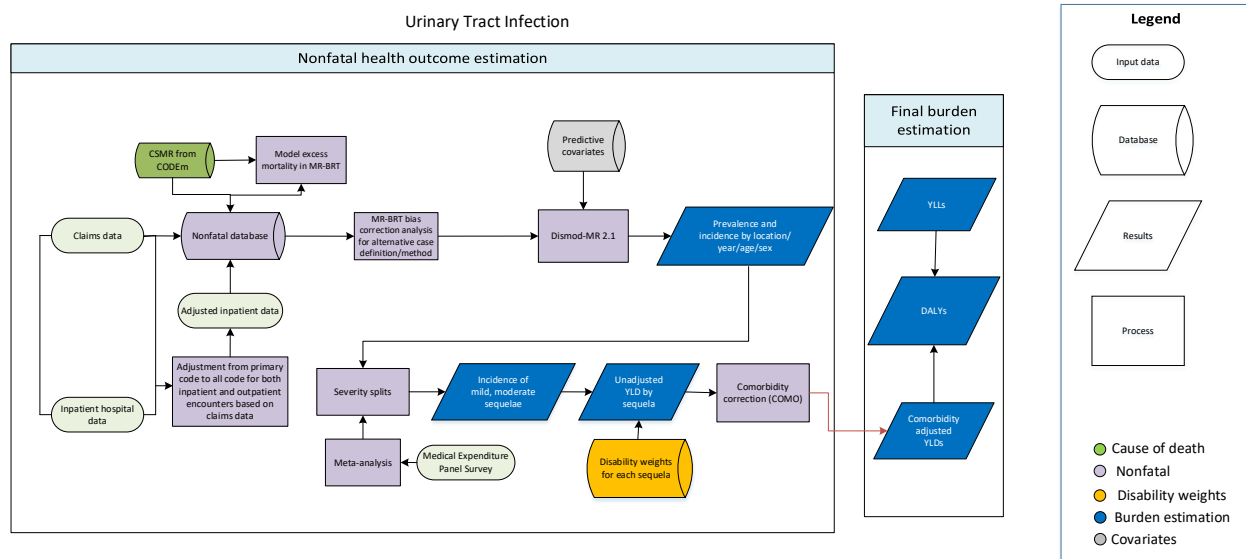 Urinary Tract Infection
Nonfatal health outcome estimation
CSMR from
CODEm
Model excess
mortality in MR-BRT
Predictive
covariates
Claims data
Nonfatal database
MR-BRT bias
correction analysis
for alternative case
definition/method
Dismod-MR 2.1
Prevalence and
incidence by location/
year/age/sex
Adjusted inpatient data
Inpatient hospital
data
Adjustment from primary
code to all code for both
inpatient and outpatient
encounters based on
claims data
Severity splits
Incidence of
mild, moderate
sequelae
Unadjusted
YLD by
sequela
Comorbidity
correction (COMO)
Meta-analysis
Medical Expenditure
Panel Survey
Disability weights
for each sequela
Final burden
estimation
YLLs
DALYs
Comorbidity
adjusted
YLDs
Legend
Input data
Database
Results
Process
Cause of death
Nonfatal
Disability weights
Burden estimation
Covariates